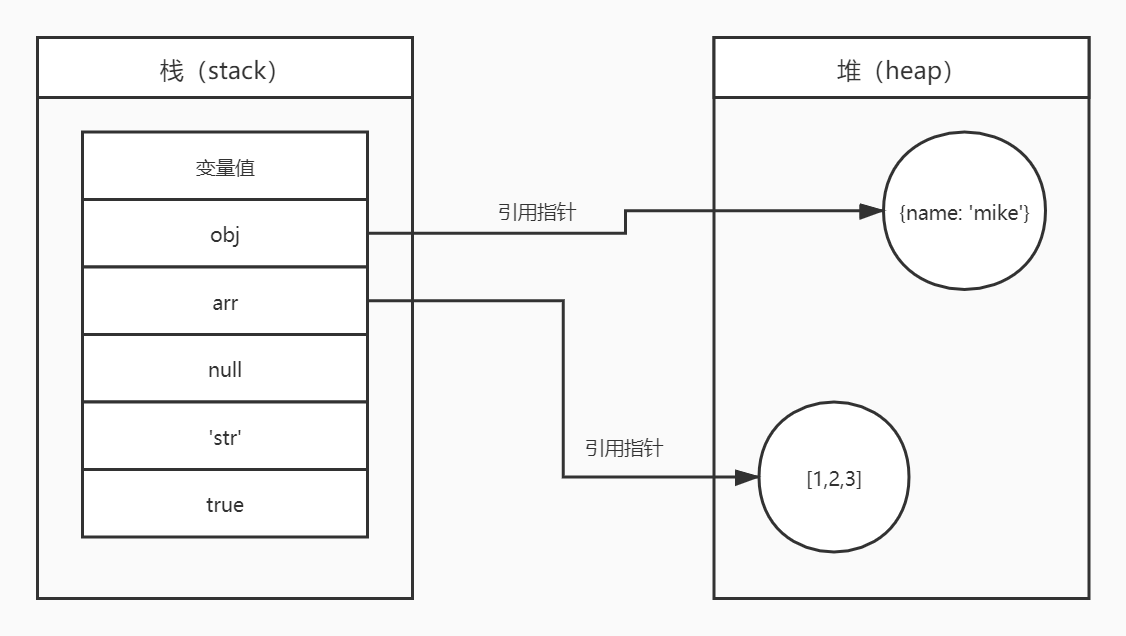 栈（stack）
变量值
obj
arr
null
'str'
true
引用指针
引用指针
堆（heap）
{name: 'mike'}
[1,2,3]